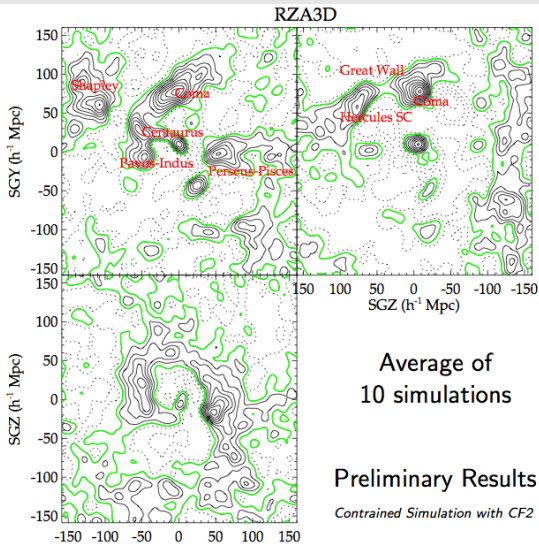 RZA3D
150
100
50
0
-50
-100
-150
SGY (h⁻¹ Mpc)
Shapley
Coma
Centaurus
Pavos-Indus
Perseus-Pisces
Great Wall
Coma
Hercules SC
150 100 50 0 -50 -100 -150
SGZ (h⁻¹ Mpc)
150
100
50
0
-50
-100
-150
SGZ (h⁻¹ Mpc)
-150 -100 -50 0 50 100 150
Average of
10 simulations
Preliminary Results
Contrained Simulation with CF2